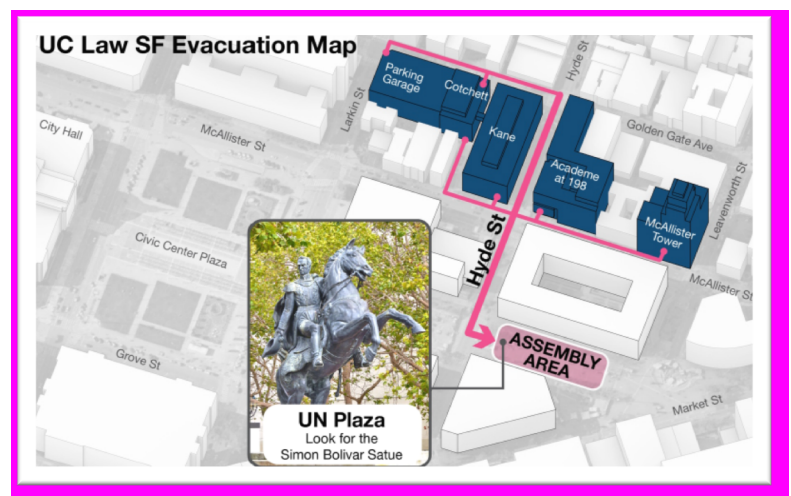 UC Law SF Evacuation Map
Parking
Garage
Cotchett
Kane
Academe
at 198
McAllister
Tower
Hyde St
Larkin St
Golden Gate Ave
Leavenworth St
City Hall
McAllister St
Civic Center Plaza
Hyde St
McAllister St
Grove St
ASSEMBLY
AREA
Market St
UN Plaza
Look for the
Simon Bolivar Satue